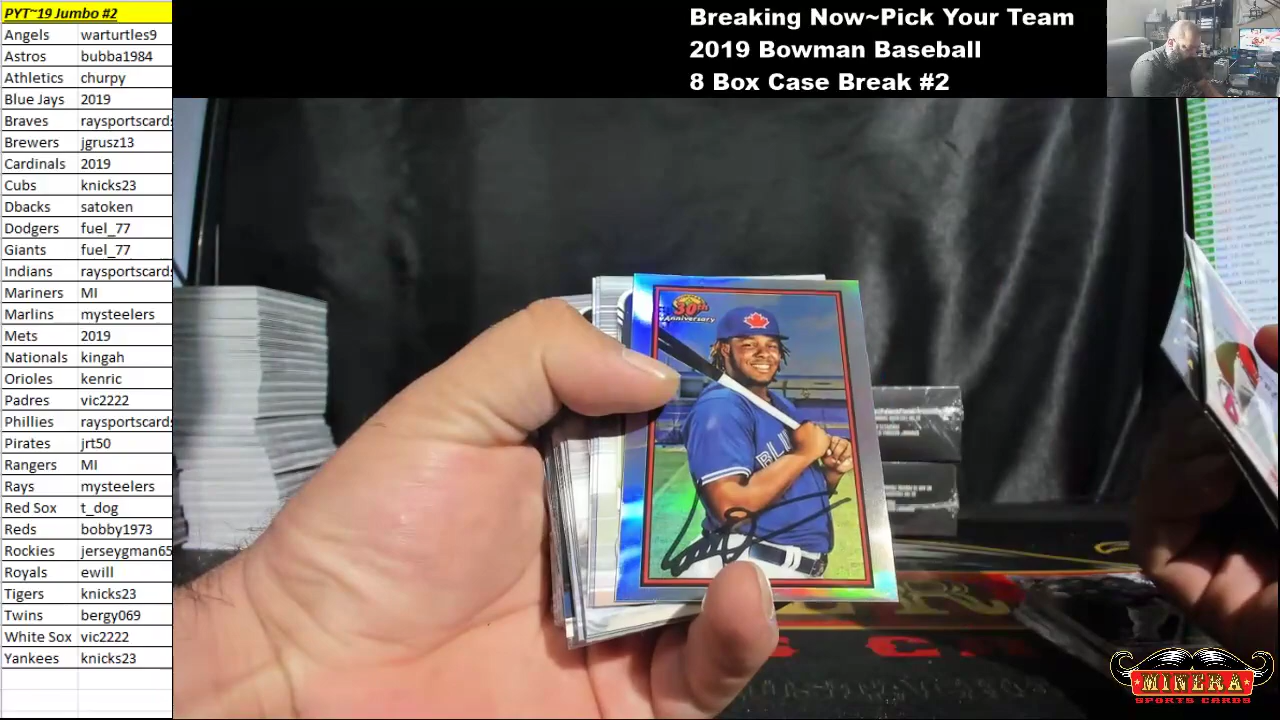 PYT~19 Jumbo #2
Angels warturtles9
Astros bubba1984
Athletics churpy
Blue Jays 2019
Braves raysportscards
Brewers jgrusz13
Cardinals 2019
Cubs knicks23
Dbacks satoken
Dodgers fuel_77
Giants fuel_77
Indians raysportscards
Mariners MI
Marlins mysteelers
Mets 2019
Nationals kingah
Orioles kenric
Padres vic2222
Phillies raysportscards
Pirates jrt50
Rangers MI
Rays mysteelers
Red Sox t_dog
Reds bobby1973
Rockies jerseygman65
Royals ewill
Tigers knicks23
Twins bergy069
White Sox vic2222
Yankees knicks23
Breaking Now~Pick Your Team
2019 Bowman Baseball
8 Box Case Break #2
30th
Anniversary
BLU
MINERA
SPORTS CARDS